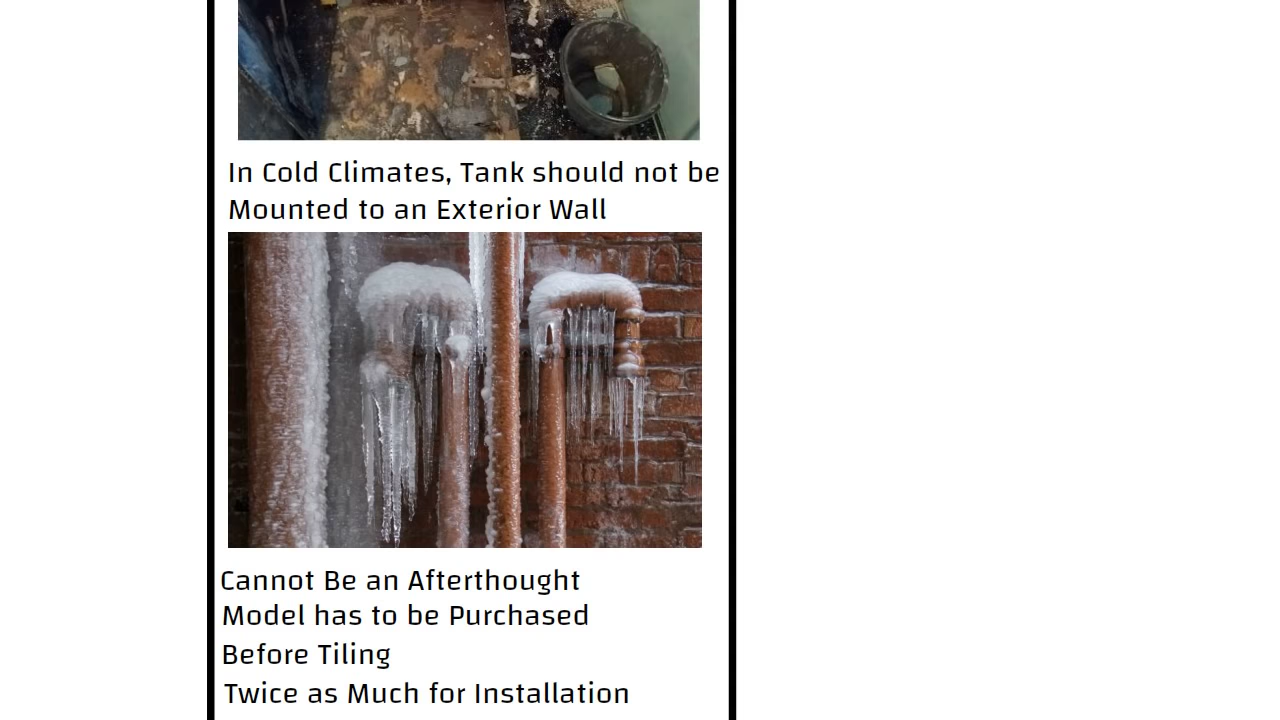 In Cold Climates, Tank should not be
Mounted to an Exterior Wall
Cannot Be an Afterthought
Model has to be Purchased
Before Tiling
Twice as Much for Installation